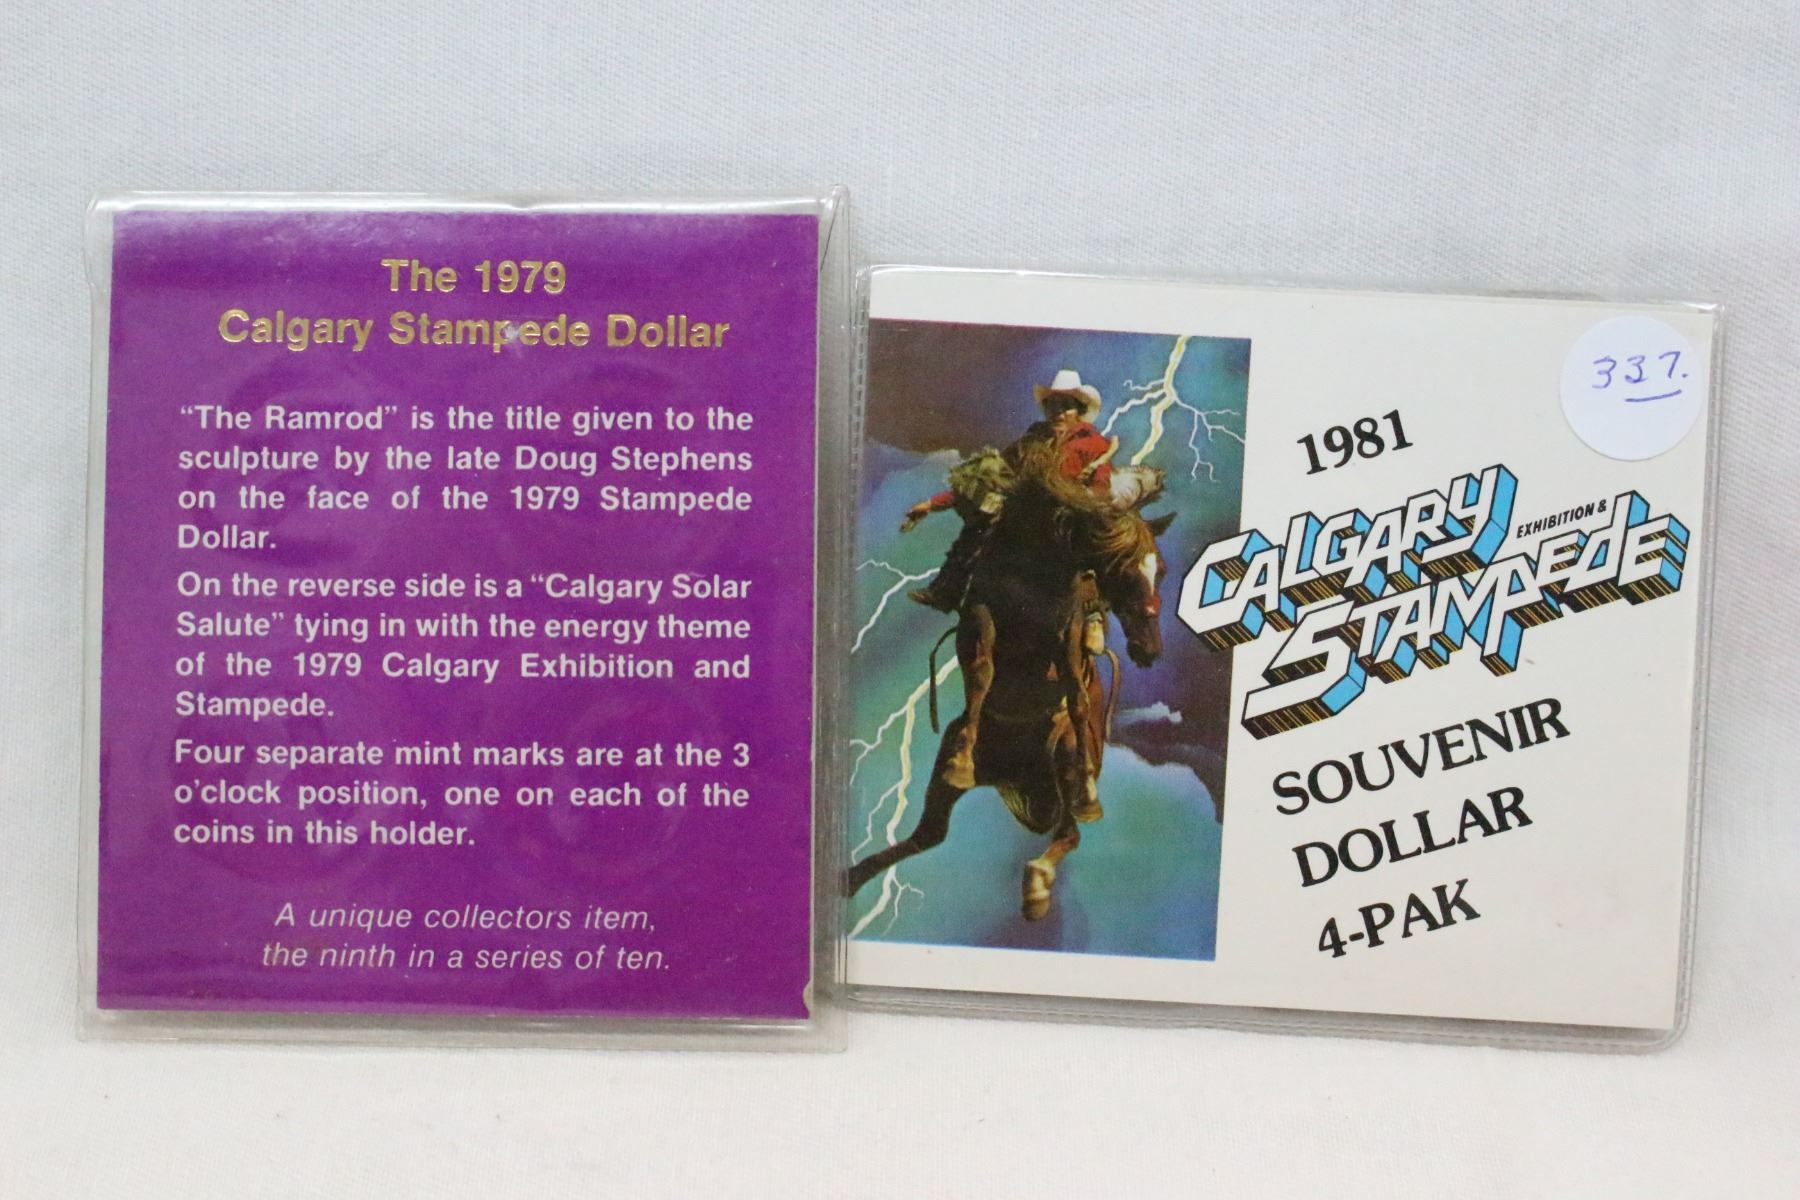 The 1979
Calgary Stampede Dollar
“The Ramrod” is the title given to the
sculpture by the late Doug Stephens
on the face of the 1979 Stampede
Dollar.
On the reverse side is a “Calgary Solar
Salute” tying in with the energy theme
of the 1979 Calgary Exhibition and
Stampede.
Four separate mint marks are at the 3
o’clock position, one on each of the
coins in this holder.
A unique collectors item,
the ninth in a series of ten.
337.
1981
CALGARY
EXHIBITION &
STAMPEdE
SOUVENIR
DOLLAR
4-PAK